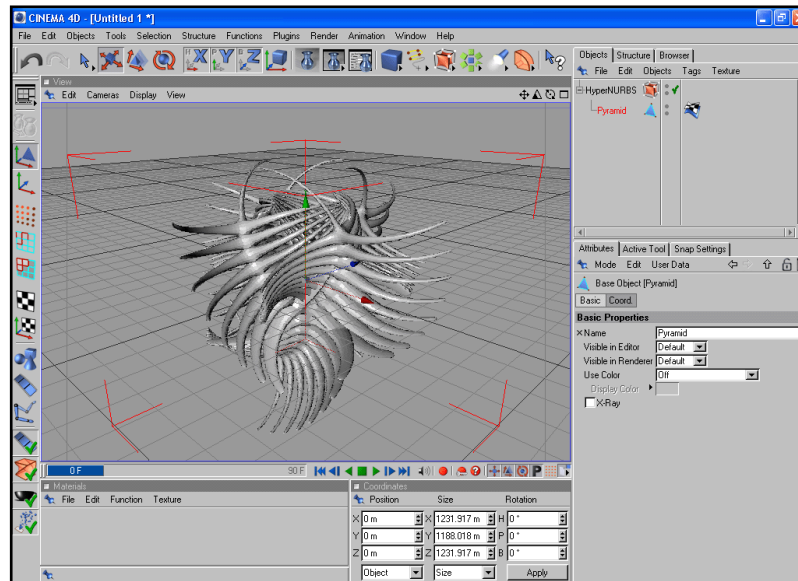 CINEMA 4D - [Untitled 1 *]
File Edit Objects Tools Selection Structure Functions Plugins Render Animation Window Help
X Y Z
View
Edit Cameras Display View
Objects Structure Browser
File Edit Objects Tags Texture
HyperNURBS
Pyramid
Attributes Active Tool Snap Settings
Mode Edit User Data
Base Object [Pyramid]
Basic Coord.
Basic Properties
Name Pyramid
Visible in Editor Default
Visible in Renderer Default
Use Color Off
Display Color
X-Ray
0 F 90 F P
Materials
File Edit Function Texture
Coordinates
Position Size Rotation
X 0 m X 1231.917 m H 0 °
Y 0 m Y 1188.018 m P 0 °
Z 0 m Z 1231.917 m B 0 °
Object Size Apply